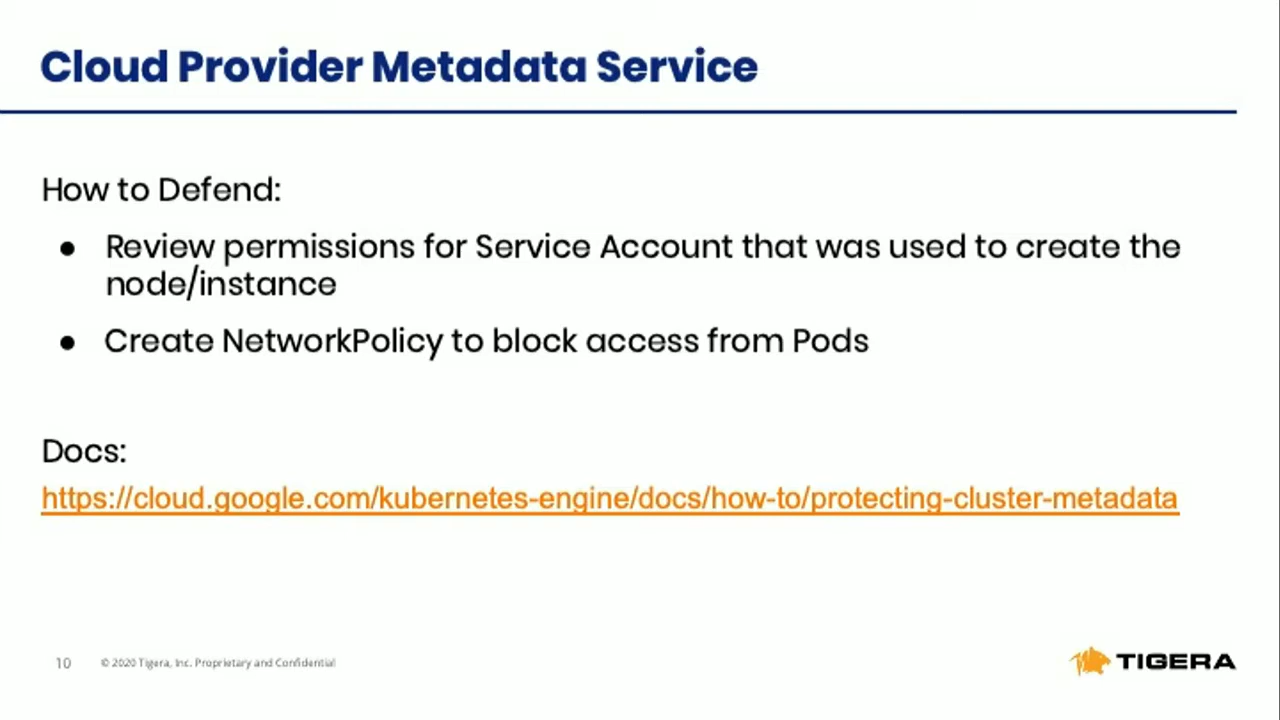 Cloud Provider Metadata Service
How to Defend:
● Review permissions for Service Account that was used to create the
node/instance
● Create NetworkPolicy to block access from Pods
Docs:
https://cloud.google.com/kubernetes-engine/docs/how-to/protecting-cluster-metadata
10 © 2020 Tigera, Inc. Proprietary and Confidential
TIGERA